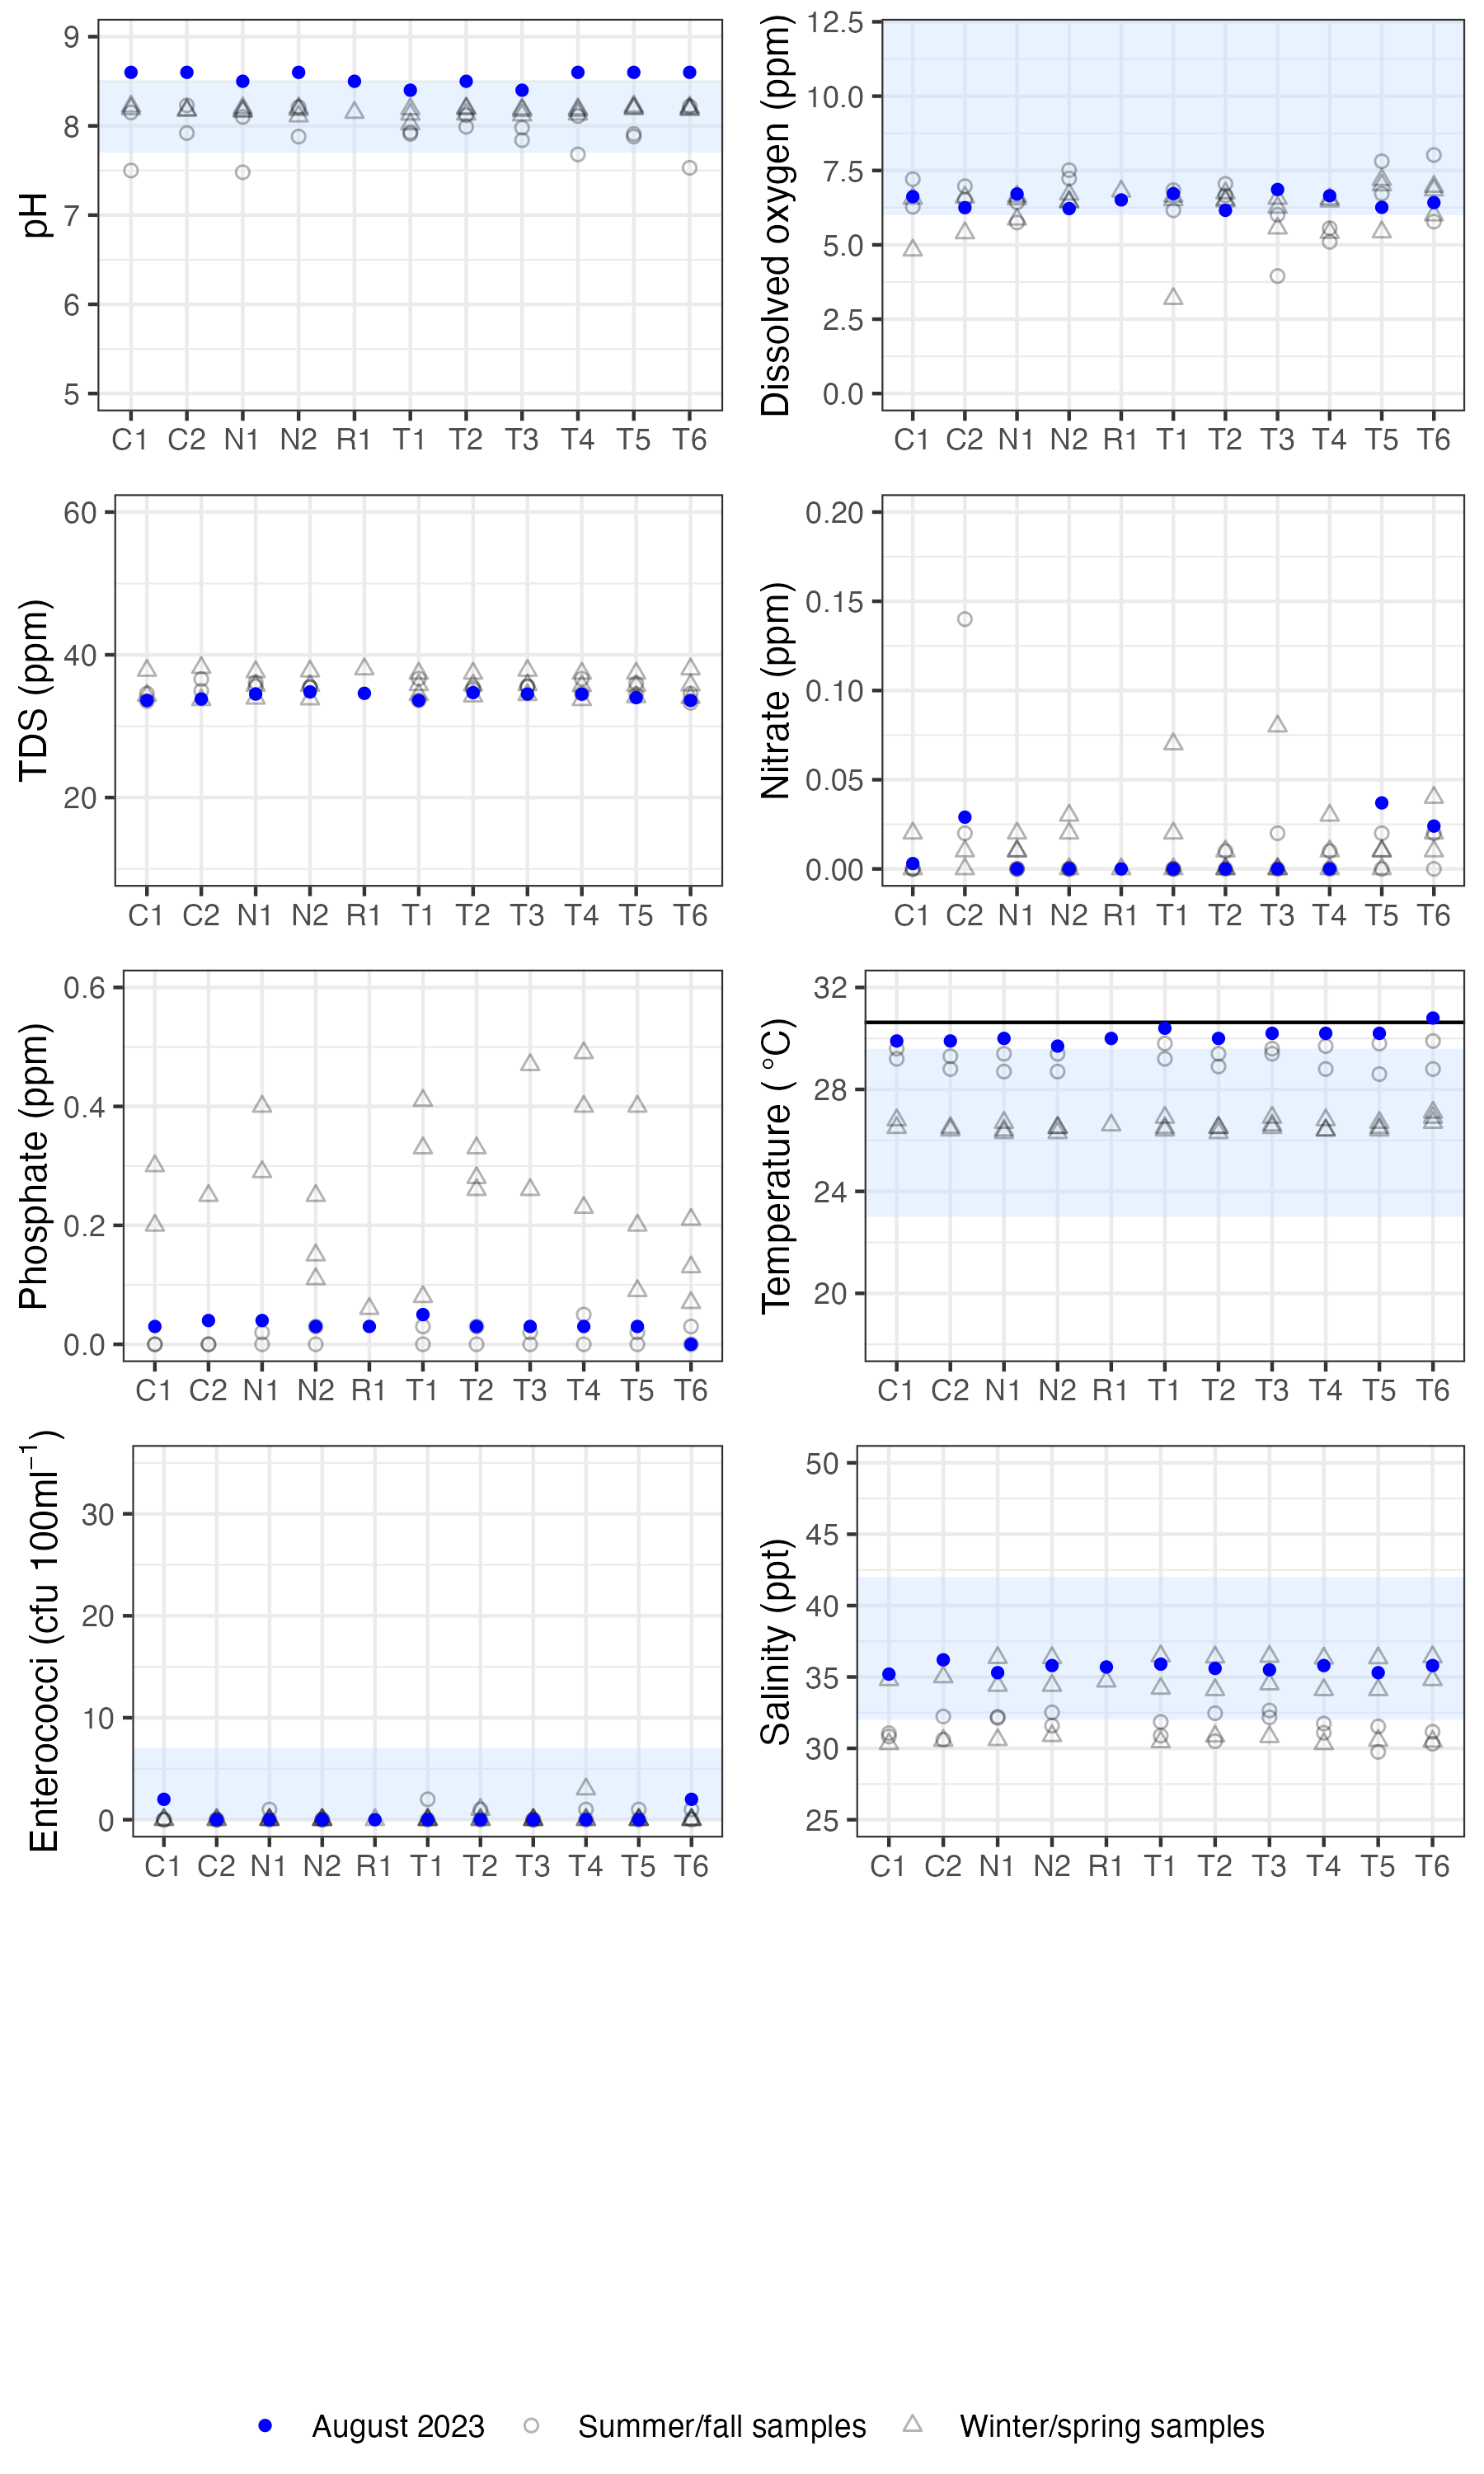 pH
9
8
7
6
5
C1 C2 N1 N2 R1 T1 T2 T3 T4 T5 T6
Dissolved oxygen (ppm)
12.5
10.0
7.5
5.0
2.5
0.0
C1 C2 N1 N2 R1 T1 T2 T3 T4 T5 T6
TDS (ppm)
60
40
20
C1 C2 N1 N2 R1 T1 T2 T3 T4 T5 T6
Nitrate (ppm)
0.20
0.15
0.10
0.05
0.00
C1 C2 N1 N2 R1 T1 T2 T3 T4 T5 T6
Phosphate (ppm)
0.6
0.4
0.2
0.0
C1 C2 N1 N2 R1 T1 T2 T3 T4 T5 T6
Temperature ( °C)
32
28
24
20
C1 C2 N1 N2 R1 T1 T2 T3 T4 T5 T6
Enterococci (cfu 100ml⁻¹)
30
20
10
0
C1 C2 N1 N2 R1 T1 T2 T3 T4 T5 T6
Salinity (ppt)
50
45
40
35
30
25
C1 C2 N1 N2 R1 T1 T2 T3 T4 T5 T6
August 2023 Summer/fall samples Winter/spring samples